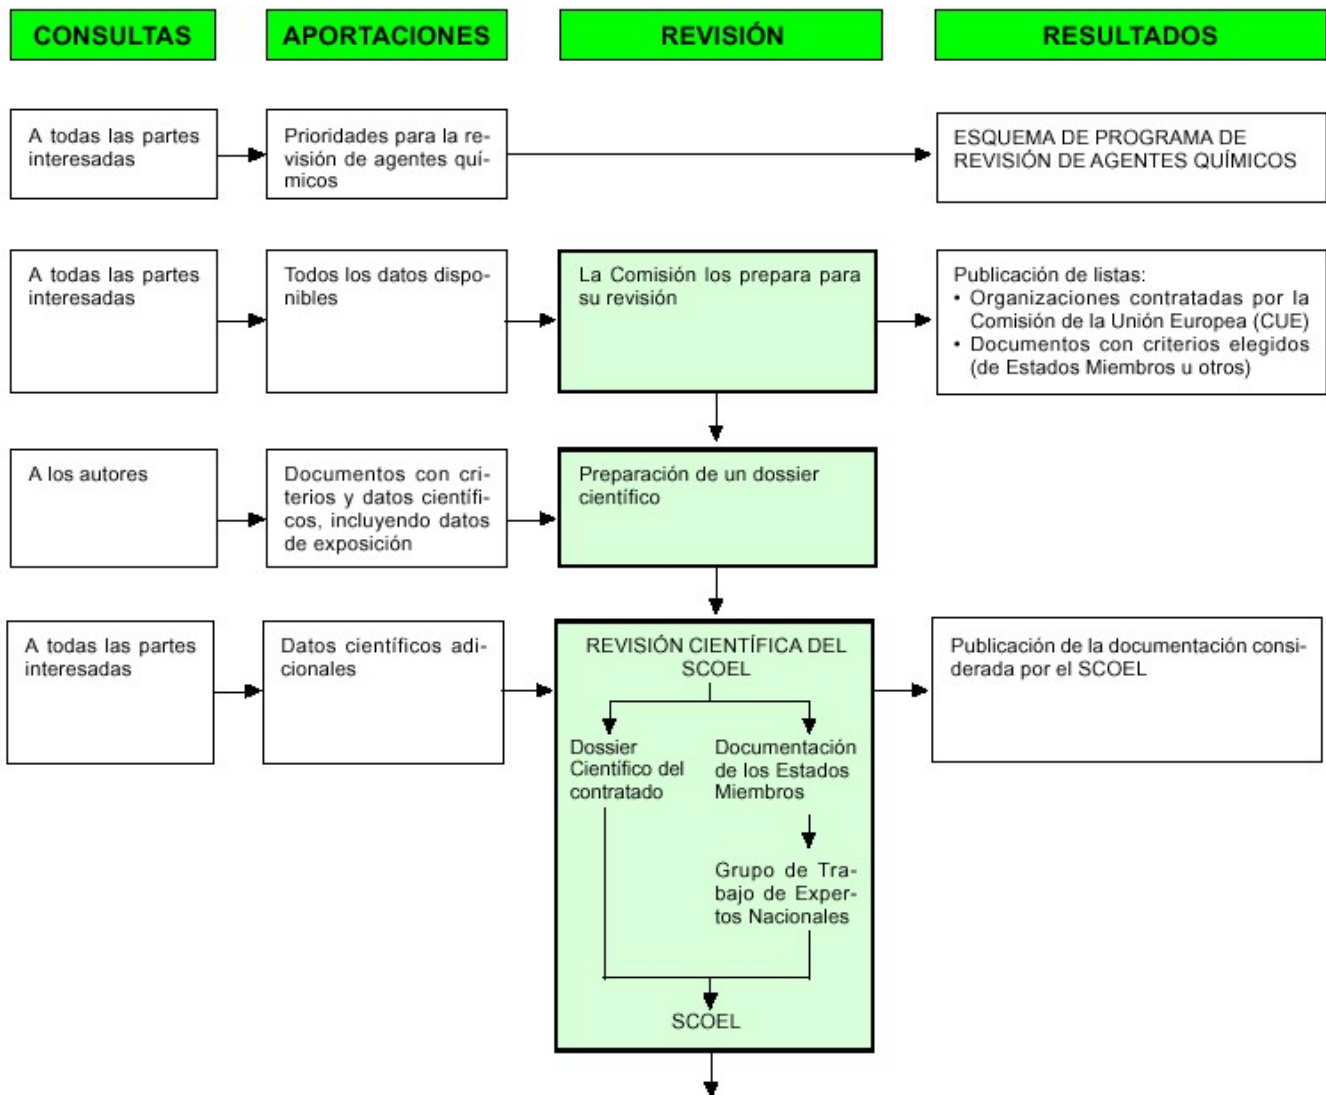 CONSULTAS
APORTACIONES
REVISIÓN
RESULTADOS
A todas las partes
interesadas
Prioridades para la re-
visión de agentes quí-
micos
ESQUEMA DE PROGRAMA DE
REVISIÓN DE AGENTES QUÍMICOS
A todas las partes
interesadas
Todos los datos dispo-
nibles
La Comisión los prepara para
su revisión
Publicación de listas:
• Organizaciones contratadas por la
Comisión de la Unión Europea (CUE)
• Documentos con criterios elegidos
(de Estados Miembros u otros)
A los autores
Documentos con cri-
terios y datos científi-
cos, incluyendo datos
de exposición
Preparación de un dossier
científico
A todas las partes
interesadas
Datos científicos adi-
cionales
REVISIÓN CIENTÍFICA DEL
SCOEL
Dossier
Científico del
contratado
Documentación
de los Estados
Miembros
Grupo de Tra-
bajo de Exper-
tos Nacionales
SCOEL
Publicación de la documentación consi-
derada por el SCOEL